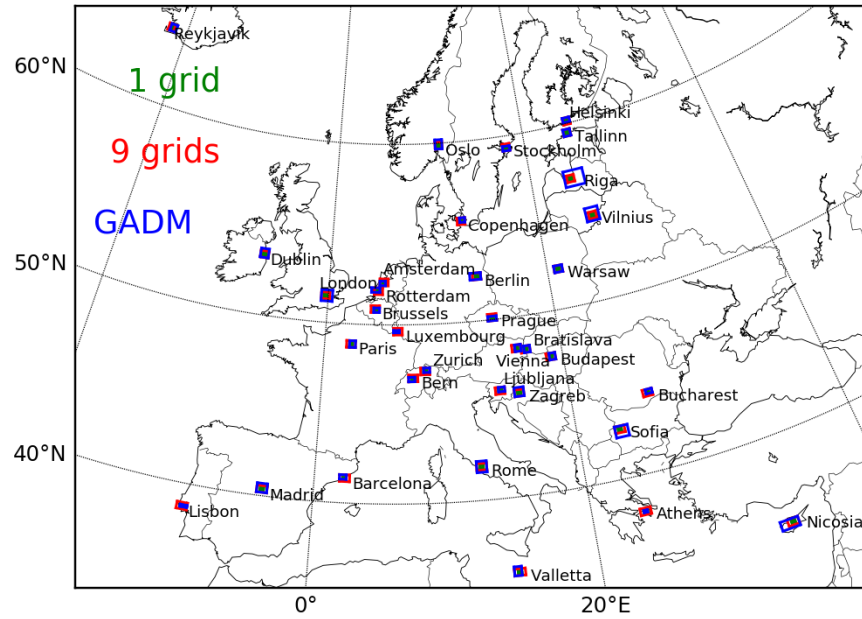 Reykjavik
60°N
1 grid
Helsinki
Tallinn
Oslo
Stockholm
9 grids
Riga
GADM
Copenhagen
Vilnius
Dublin
50°N
Amsterdam
Berlin
Warsaw
London
Rotterdam
Brussels
Prague
Luxembourg
Bratislava
Paris
Zurich
Vienna
Budapest
Bern
Ljubljana
Zagreb
Bucharest
Sofia
40°N
Rome
Barcelona
Madrid
Lisbon
Athens
Nicosia
Valletta
0°
20°E